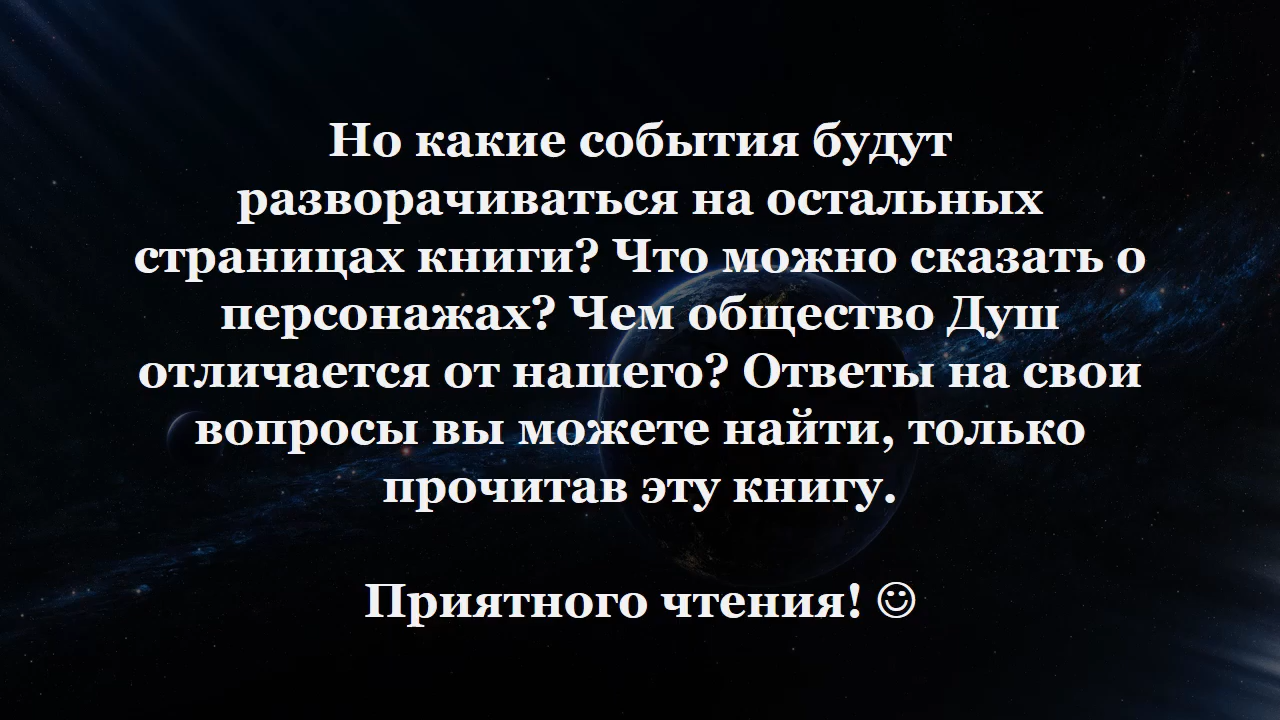 Но какие события будут
разворачиваться на остальных
страницах книги? Что можно сказать о
персонажах? Чем общество Душ
отличается от нашего? Ответы на свои
вопросы вы можете найти, только
прочитав эту книгу.
Приятного чтения! ☺